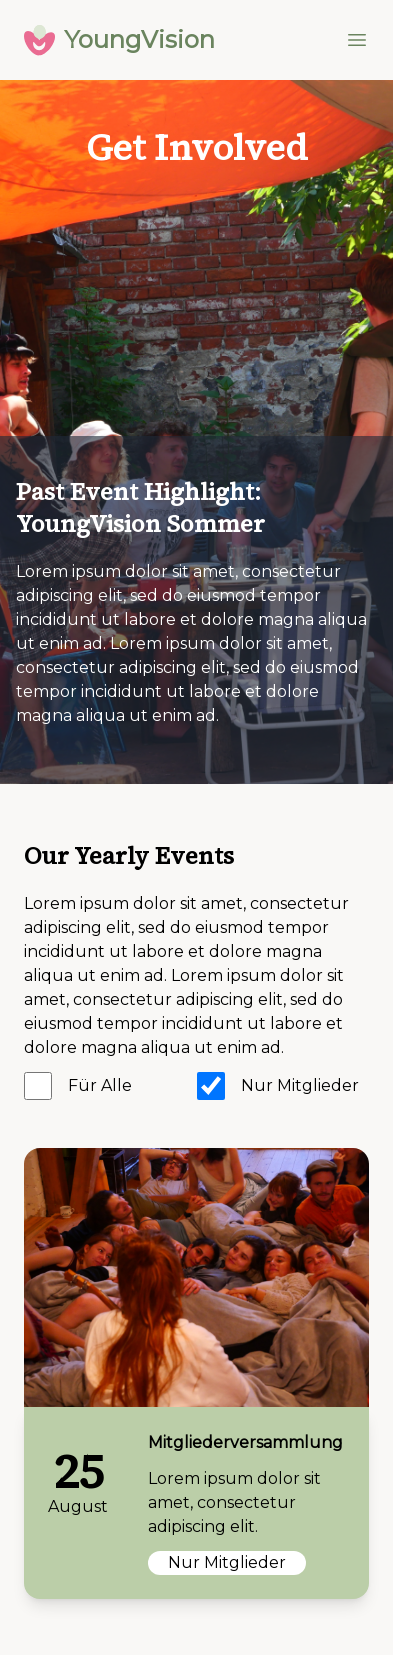 YoungVision
Get Involved
Past Event Highlight:
YoungVision Sommer
Lorem ipsum dolor sit amet, consectetur
adipiscing elit, sed do eiusmod tempor
incididunt ut labore et dolore magna aliqua
ut enim ad. Lorem ipsum dolor sit amet,
consectetur adipiscing elit, sed do eiusmod
tempor incididunt ut labore et dolore
magna aliqua ut enim ad.
Our Yearly Events
Lorem ipsum dolor sit amet, consectetur
adipiscing elit, sed do eiusmod tempor
incididunt ut labore et dolore magna
aliqua ut enim ad. Lorem ipsum dolor sit
amet, consectetur adipiscing elit, sed do
eiusmod tempor incididunt ut labore et
dolore magna aliqua ut enim ad.
Für Alle
Nur Mitglieder
25
August
Mitgliederversammlung
Lorem ipsum dolor sit
amet, consectetur
adipiscing elit.
Nur Mitglieder